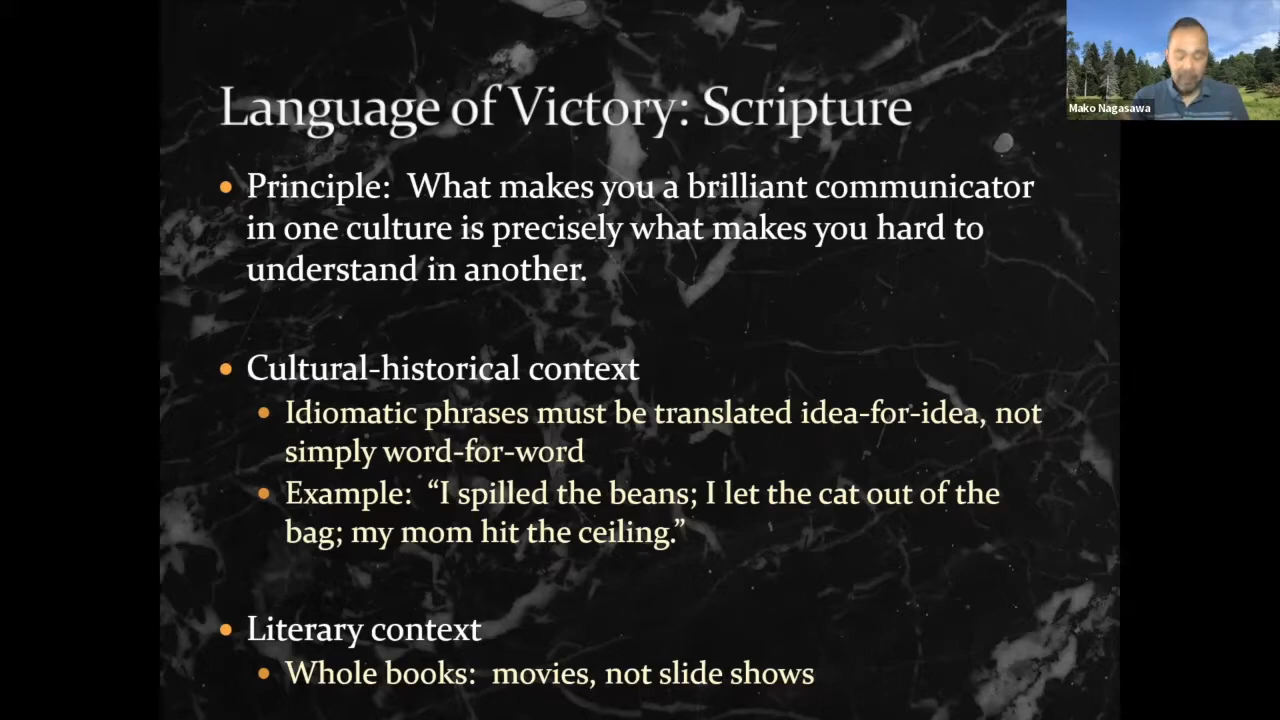 Language of Victory: Scripture
Mako Nagasawa
• Principle:  What makes you a brilliant communicator
in one culture is precisely what makes you hard to
understand in another.
• Cultural-historical context
• Idiomatic phrases must be translated idea-for-idea, not
simply word-for-word
• Example:  “I spilled the beans; I let the cat out of the
bag; my mom hit the ceiling.”
• Literary context
• Whole books:  movies, not slide shows